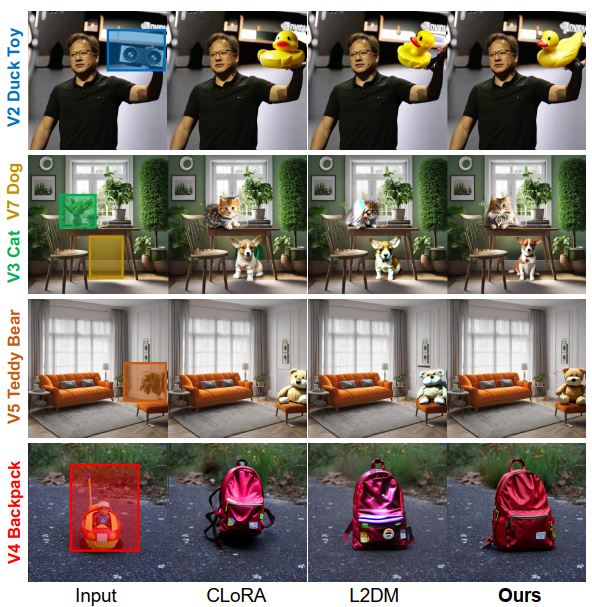 V2 Duck Toy
V3 Cat V7 Dog
V5 Teddy Bear
V4 Backpack
Input CLoRA L2DM Ours